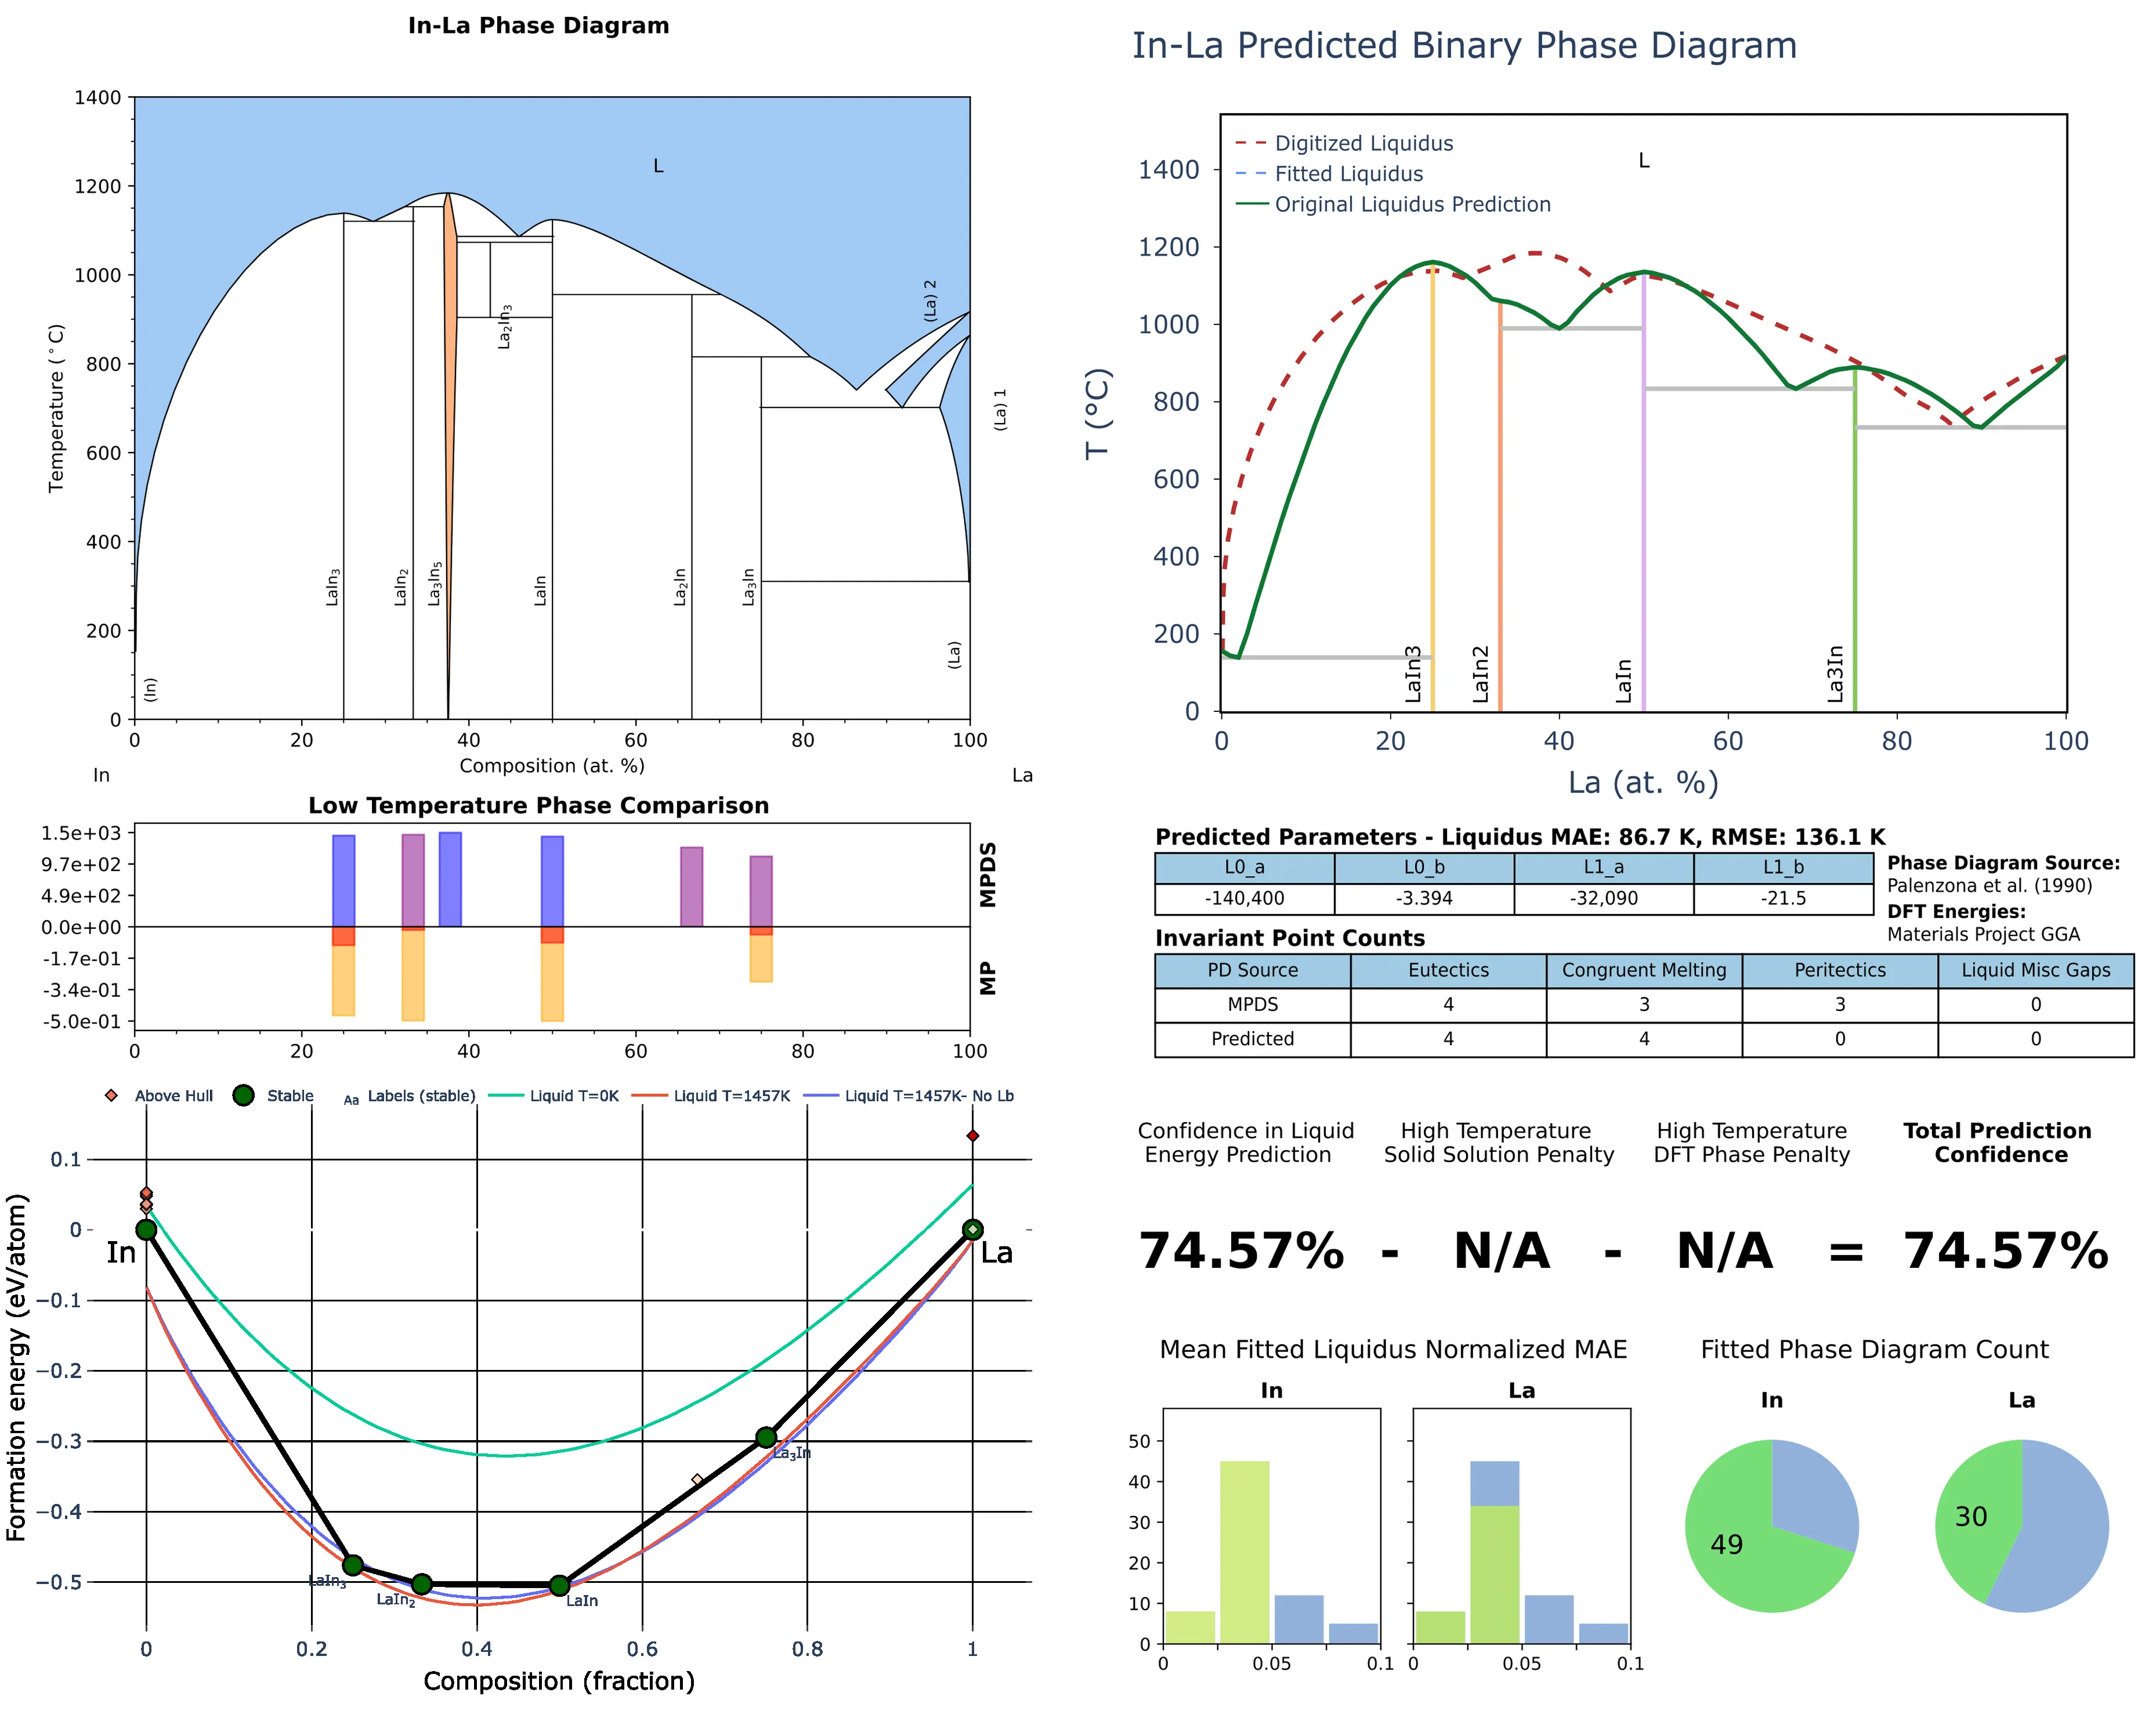 In-La Phase Diagram
1400
1200
1000
800
600
400
200
0
Temperature (°C)
L
(La) 2
(La) 1
La₂In₃
LaIn₃
LaIn₂
La₃In₅
LaIn
La₂In
La₃In
(In)
(La)
0 20 40 60 80 100
Composition (at. %)
In La
Low Temperature Phase Comparison
1.5e+03
9.7e+02
4.9e+02
0.0e+00
-1.7e-01
-3.4e-01
-5.0e-01
MPDS
MP
0 20 40 60 80 100
Above Hull Stable Aa Labels (stable) Liquid T=0K Liquid T=1457K Liquid T=1457K- No Lb
0.1
0
−0.1
−0.2
−0.3
−0.4
−0.5
Formation energy (eV/atom)
In
La
La₃In
LaIn₃
LaIn₂
LaIn
0 0.2 0.4 0.6 0.8 1
Composition (fraction)
In-La Predicted Binary Phase Diagram
Digitized Liquidus
Fitted Liquidus
Original Liquidus Prediction
L
1400
1200
1000
800
600
400
200
0
T (°C)
LaIn3
LaIn2
LaIn
La3In
0 20 40 60 80 100
La (at. %)
Predicted Parameters - Liquidus MAE: 86.7 K, RMSE: 136.1 K
L0_a L0_b L1_a L1_b
-140,400 -3.394 -32,090 -21.5
Phase Diagram Source:
Palenzona et al. (1990)
DFT Energies:
Materials Project GGA
Invariant Point Counts
PD Source Eutectics Congruent Melting Peritectics Liquid Misc Gaps
MPDS 4 3 3 0
Predicted 4 4 0 0
Confidence in Liquid
Energy Prediction
High Temperature
Solid Solution Penalty
High Temperature
DFT Phase Penalty
Total Prediction
Confidence
74.57% - N/A - N/A = 74.57%
Mean Fitted Liquidus Normalized MAE
In La
50
40
30
20
10
0
0 0.05 0.1
0 0.05 0.1
Fitted Phase Diagram Count
In La
49
30